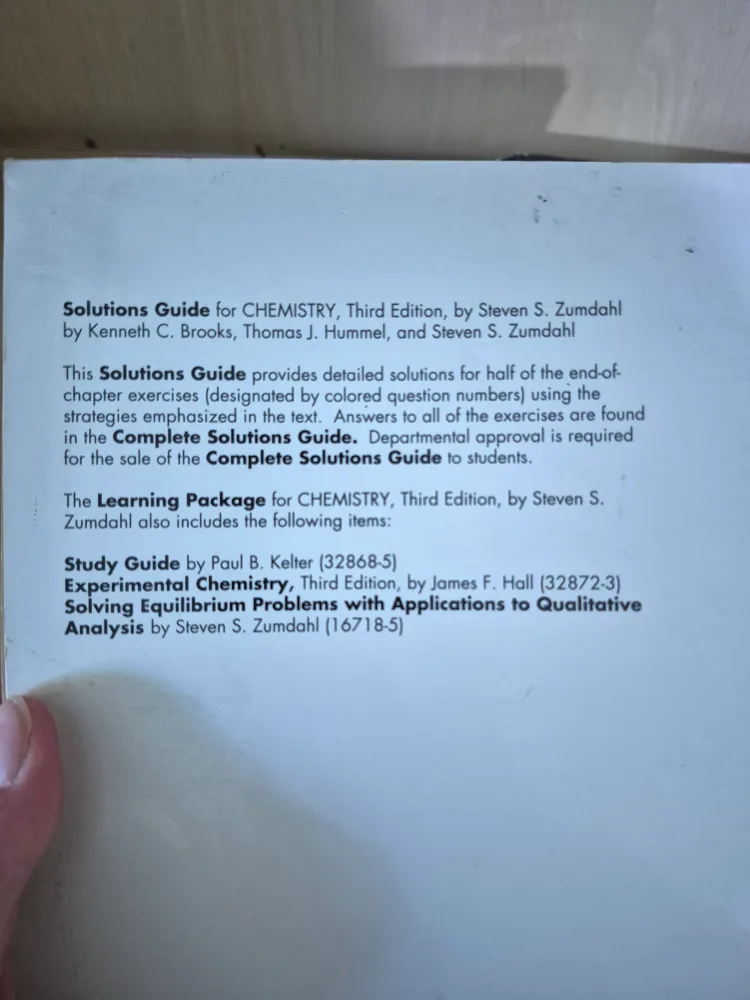 Solutions Guide for CHEMISTRY, Third Edition, by Steven S. Zumdahl
by Kenneth C. Brooks, Thomas J. Hummel, and Steven S. Zumdahl
This Solutions Guide provides detailed solutions for half of the end-of-
chapter exercises (designated by colored question numbers) using the
strategies emphasized in the text. Answers to all of the exercises are found
in the Complete Solutions Guide. Departmental approval is required
for the sale of the Complete Solutions Guide to students.
The Learning Package for CHEMISTRY, Third Edition, by Steven S.
Zumdahl also includes the following items:
Study Guide by Paul B. Kelter (32868-5)
Experimental Chemistry, Third Edition, by James F. Hall (32872-3)
Solving Equilibrium Problems with Applications to Qualitative
Analysis by Steven S. Zumdahl (16718-5)